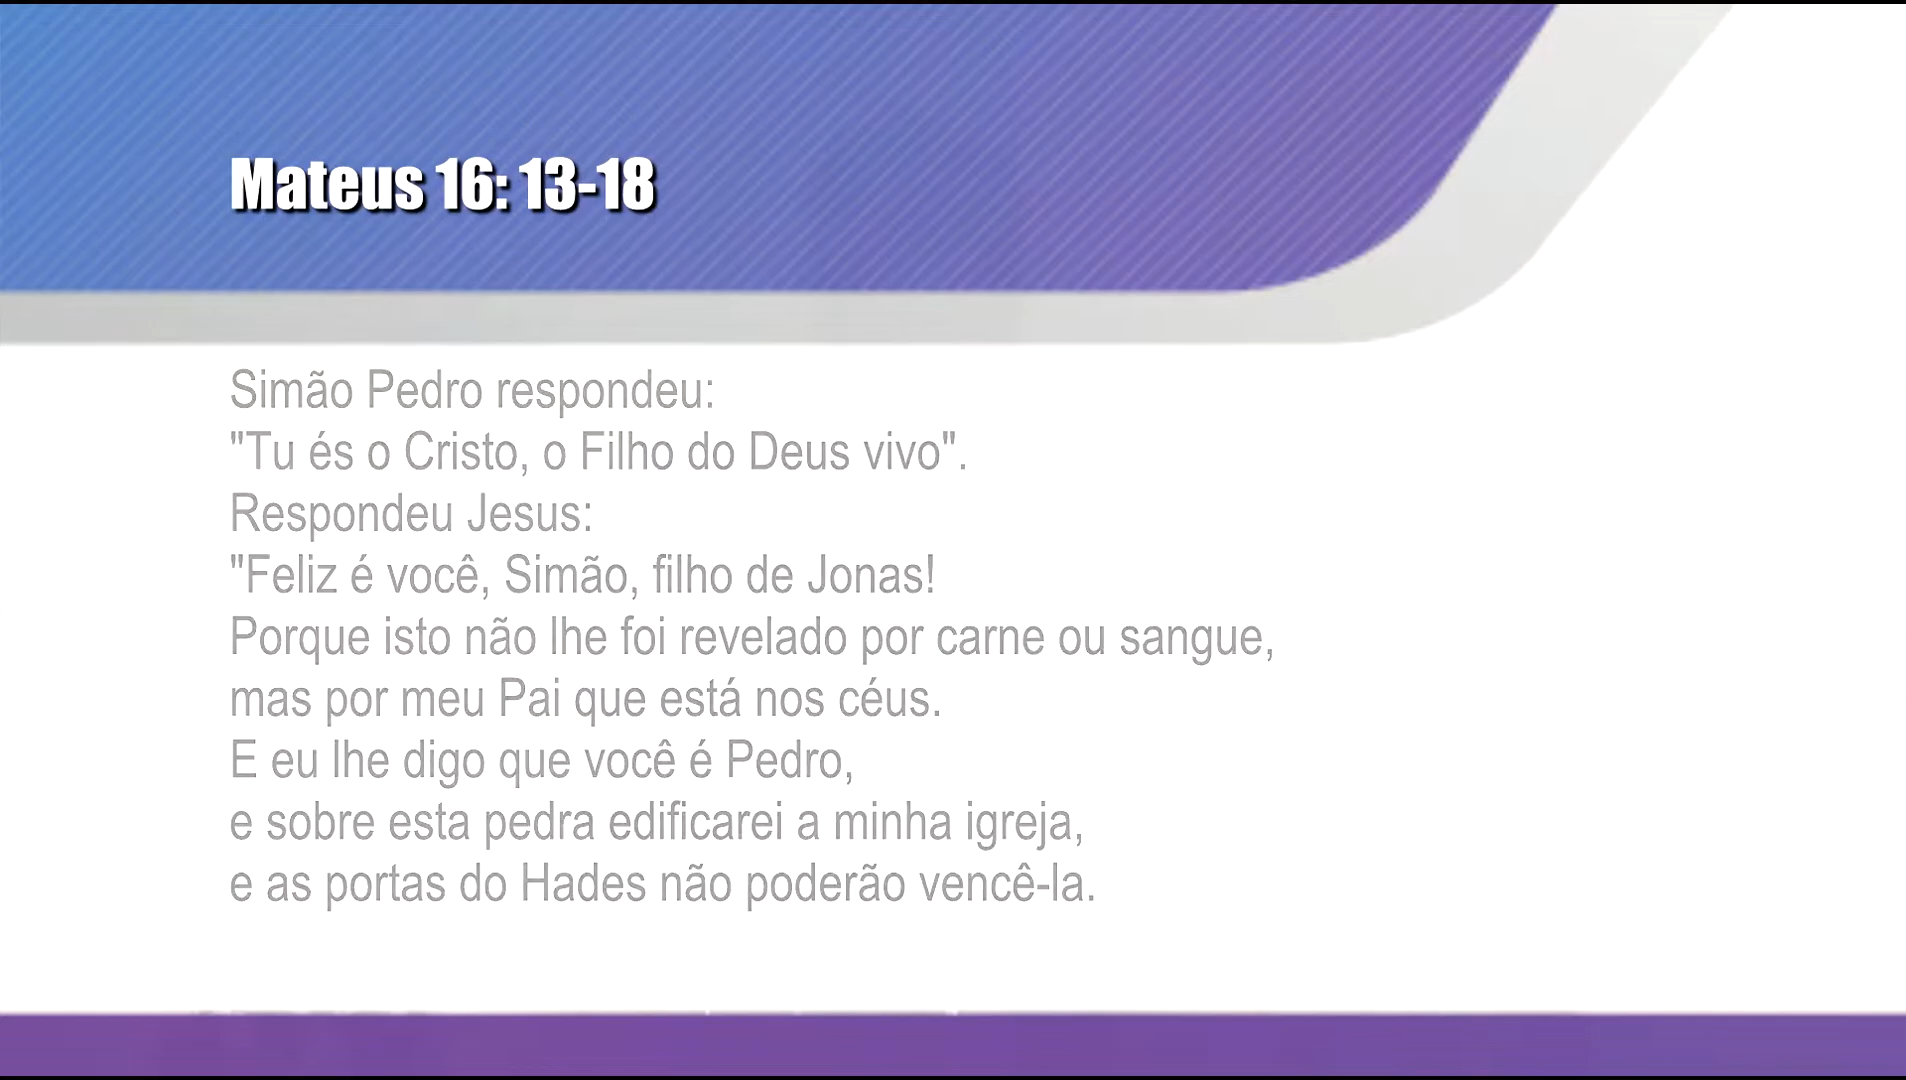 Mateus 16: 13-18
Simão Pedro respondeu:
"Tu és o Cristo, o Filho do Deus vivo".
Respondeu Jesus:
"Feliz é você, Simão, filho de Jonas!
Porque isto não lhe foi revelado por carne ou sangue,
mas por meu Pai que está nos céus.
E eu lhe digo que você é Pedro,
e sobre esta pedra edificarei a minha igreja,
e as portas do Hades não poderão vencê-la.